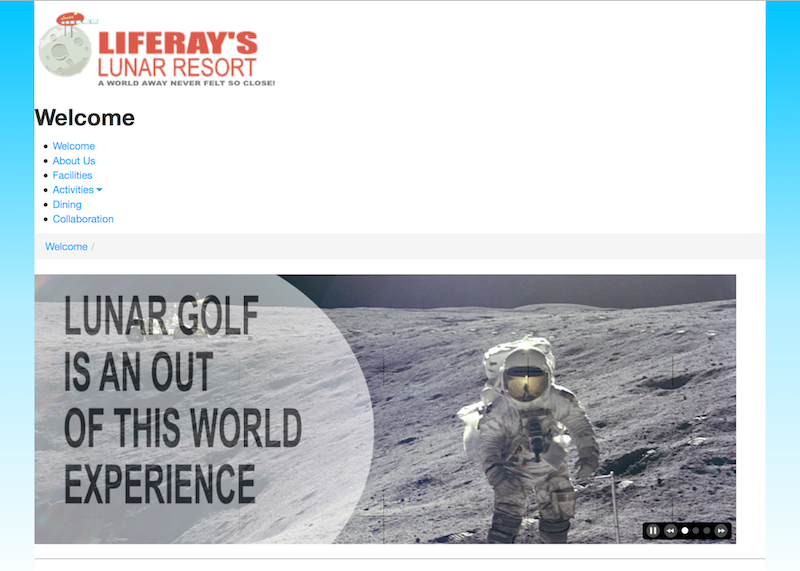 LIFERAY'S
LUNAR RESORT
A WORLD AWAY NEVER FELT SO CLOSE!
Welcome
Welcome
About Us
Facilities
Activities
Dining
Collaboration
Welcome /
LUNAR GOLF
IS AN OUT
OF THIS WORLD
EXPERIENCE